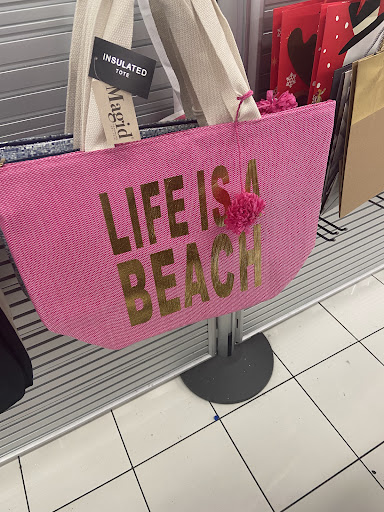 INSULATED
TOTE
Magid
LIFE IS A
BEACH